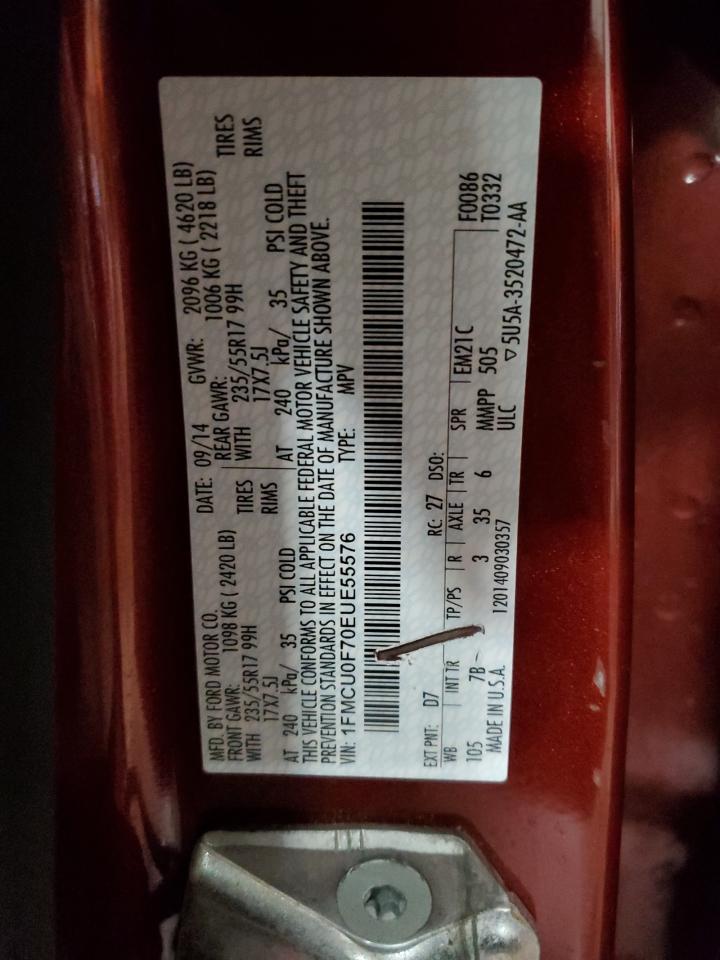 MFD. BY FORD MOTOR CO. DATE: 09/14 GVWR: 2096 KG ( 4620 LB)
FRONT GAWR: 1098 KG ( 2420 LB) REAR GAWR: 1006 KG ( 2218 LB)
WITH 235/55R17 99H TIRES WITH 235/55R17 99H TIRES
17X7.5J RIMS 17X7.5J RIMS
AT 240 kPa/ 35 PSI COLD AT 240 kPa/ 35 PSI COLD
THIS VEHICLE CONFORMS TO ALL APPLICABLE FEDERAL MOTOR VEHICLE SAFETY AND THEFT
PREVENTION STANDARDS IN EFFECT ON THE DATE OF MANUFACTURE SHOWN ABOVE.
VIN: 1FMCU0F70EUE55576 TYPE: MPV
EXT PNT: D7 RC: 27 DSO:
WB INT TR TP/PS R AXLE TR SPR EM21C F0086
105 7B 3 35 6 MMPP 505 T0332
MADE IN U.S.A. 1201409030357 ULC ▽5U5A-3520472-AA